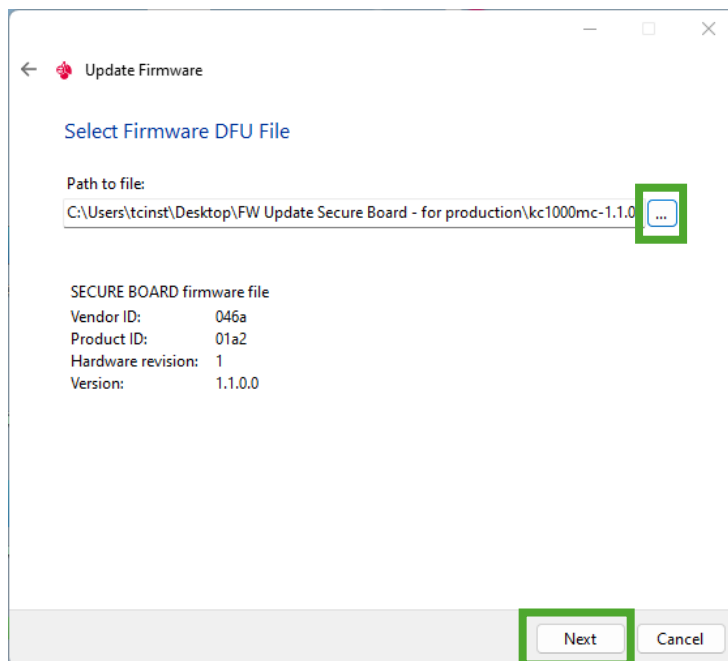 Update Firmware
Select Firmware DFU File
Path to file:
C:\Users\tcinst\Desktop\FW Update Secure Board - for production\kc1000mc-1.1.0
...
SECURE BOARD firmware file
Vendor ID: 046a
Product ID: 01a2
Hardware revision: 1
Version: 1.1.0.0
Next Cancel